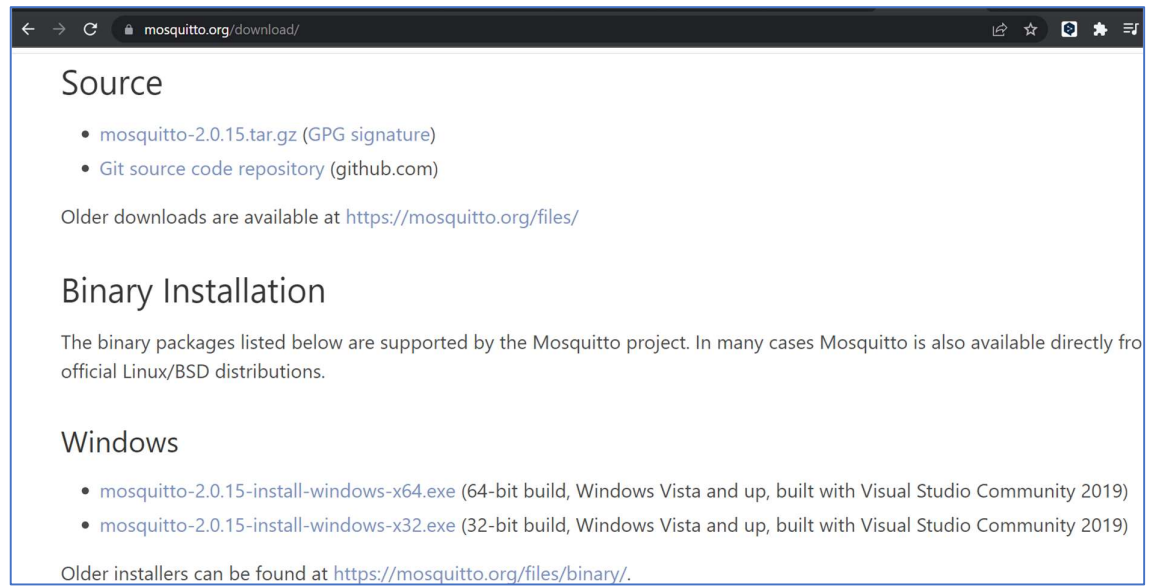 mosquitto.org/download/
Source
mosquitto-2.0.15.tar.gz (GPG signature)
Git source code repository (github.com)
Older downloads are available at https://mosquitto.org/files/
Binary Installation
The binary packages listed below are supported by the Mosquitto project. In many cases Mosquitto is also available directly fro
official Linux/BSD distributions.
Windows
mosquitto-2.0.15-install-windows-x64.exe (64-bit build, Windows Vista and up, built with Visual Studio Community 2019)
mosquitto-2.0.15-install-windows-x32.exe (32-bit build, Windows Vista and up, built with Visual Studio Community 2019)
Older installers can be found at https://mosquitto.org/files/binary/.